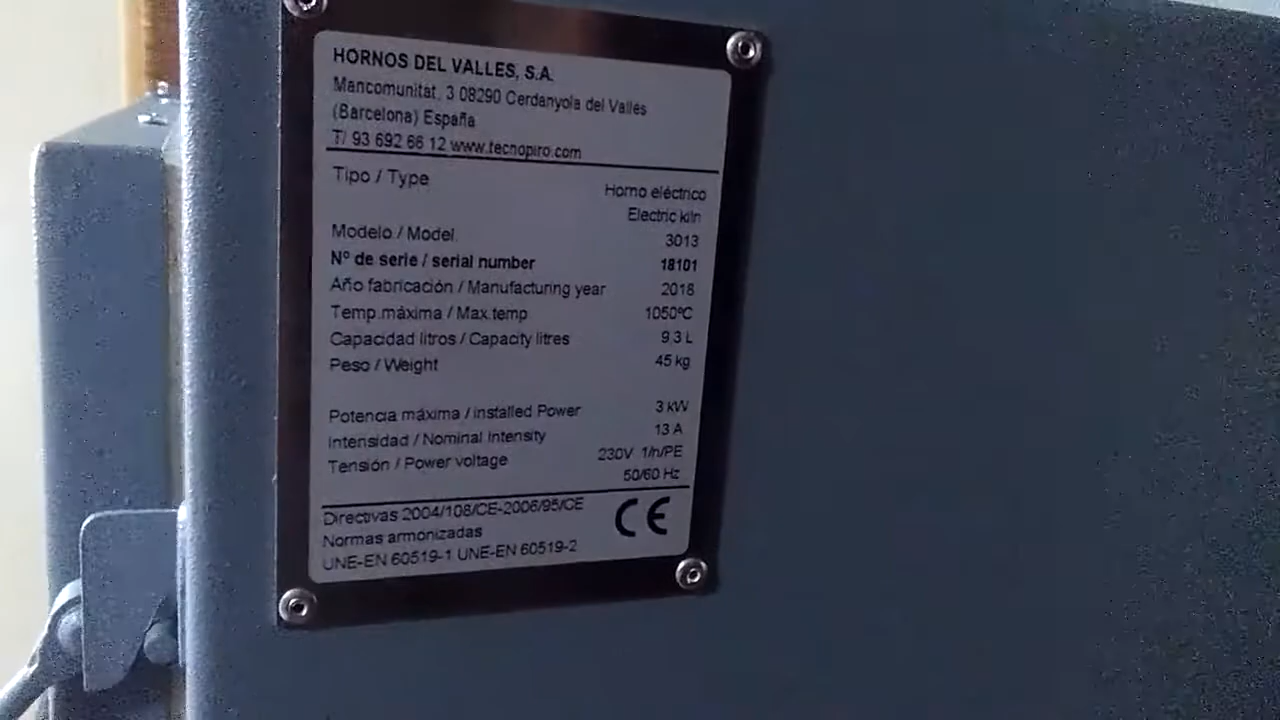 HORNOS DEL VALLES, S.A.
Mancomunitat, 3 08290 Cerdanyola del Vallés
(Barcelona) España
T/ 93 692 66 12 www.tecnopiro.com
Tipo / Type Horno eléctrico
Electric kiln
Modelo / Model 3013
Nº de serie / serial number 18101
Año fabricación / Manufacturing year 2018
Temp.máxima / Max.temp 1050ºC
Capacidad litros / Capacity litres 9.3 L
Peso / Weight 45 kg
Potencia máxima / installed Power 3 kW
Intensidad / Nominal Intensity 13 A
Tensión / Power voltage 230V 1/n/PE
50/60 Hz
Directivas 2004/108/CE-2006/95/CE
Normas armonizadas
UNE-EN 60519-1 UNE-EN 60519-2
CE